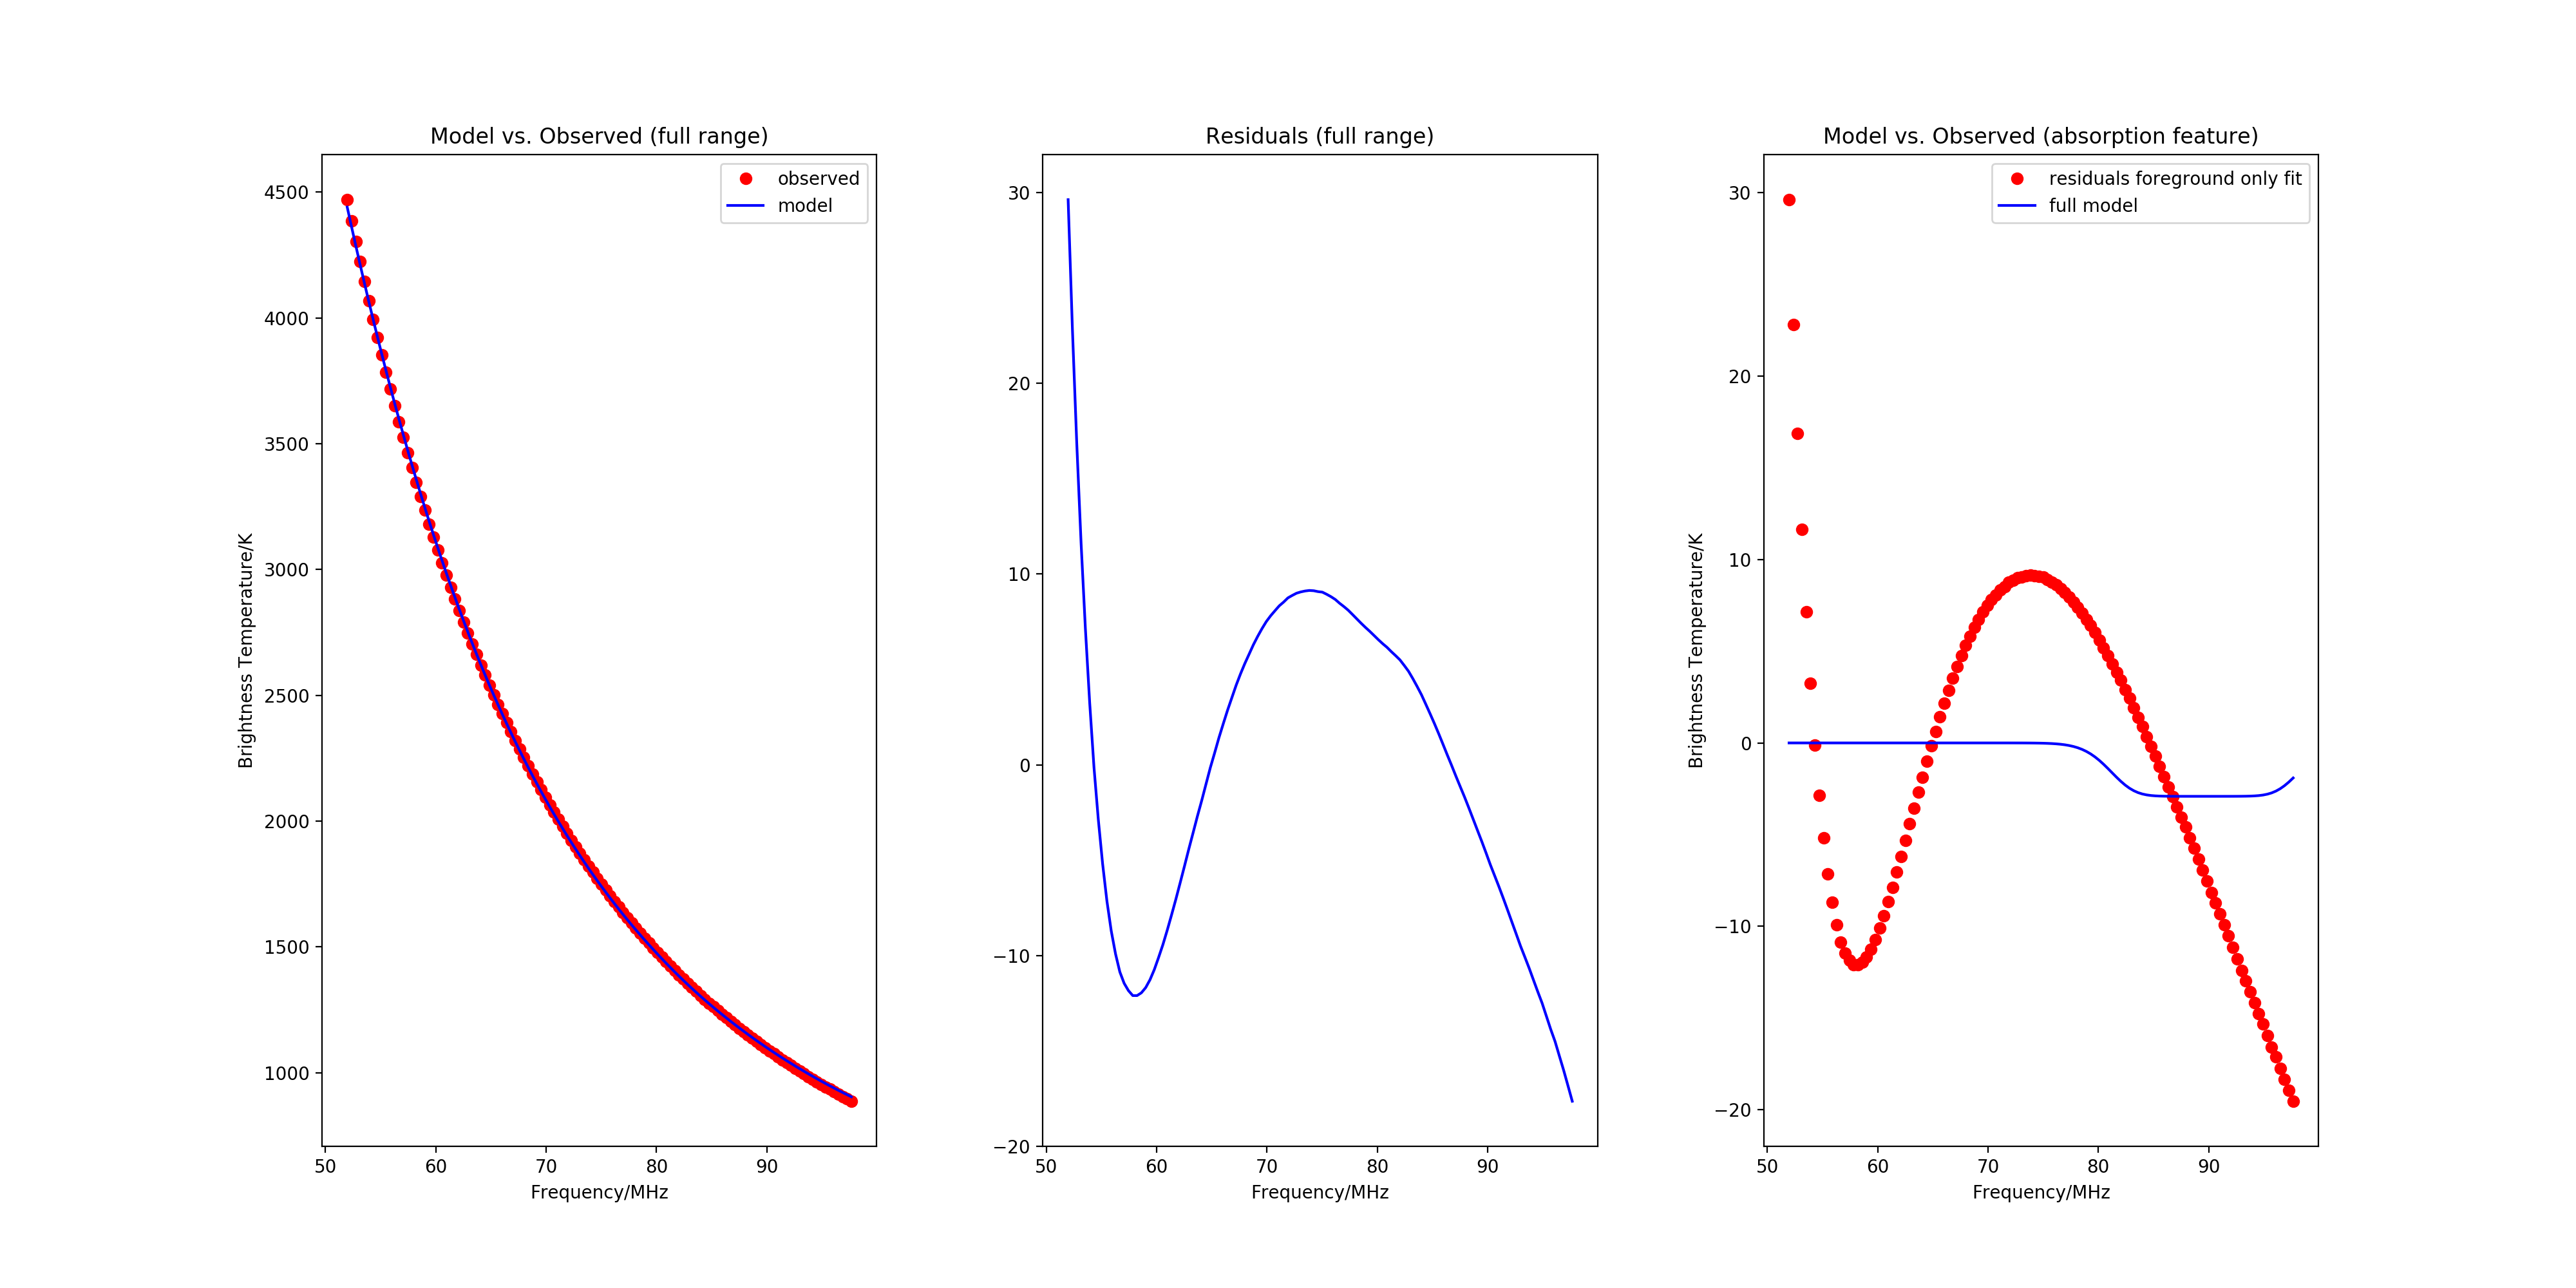 Model vs. Observed (full range)
observed
model
4500
4000
3500
3000
2500
2000
1500
1000
Brightness Temperature/K
50 60 70 80 90
Frequency/MHz
Residuals (full range)
30
20
10
0
−10
−20
50 60 70 80 90
Frequency/MHz
Model vs. Observed (absorption feature)
residuals foreground only fit
full model
30
20
10
0
−10
−20
Brightness Temperature/K
50 60 70 80 90
Frequency/MHz